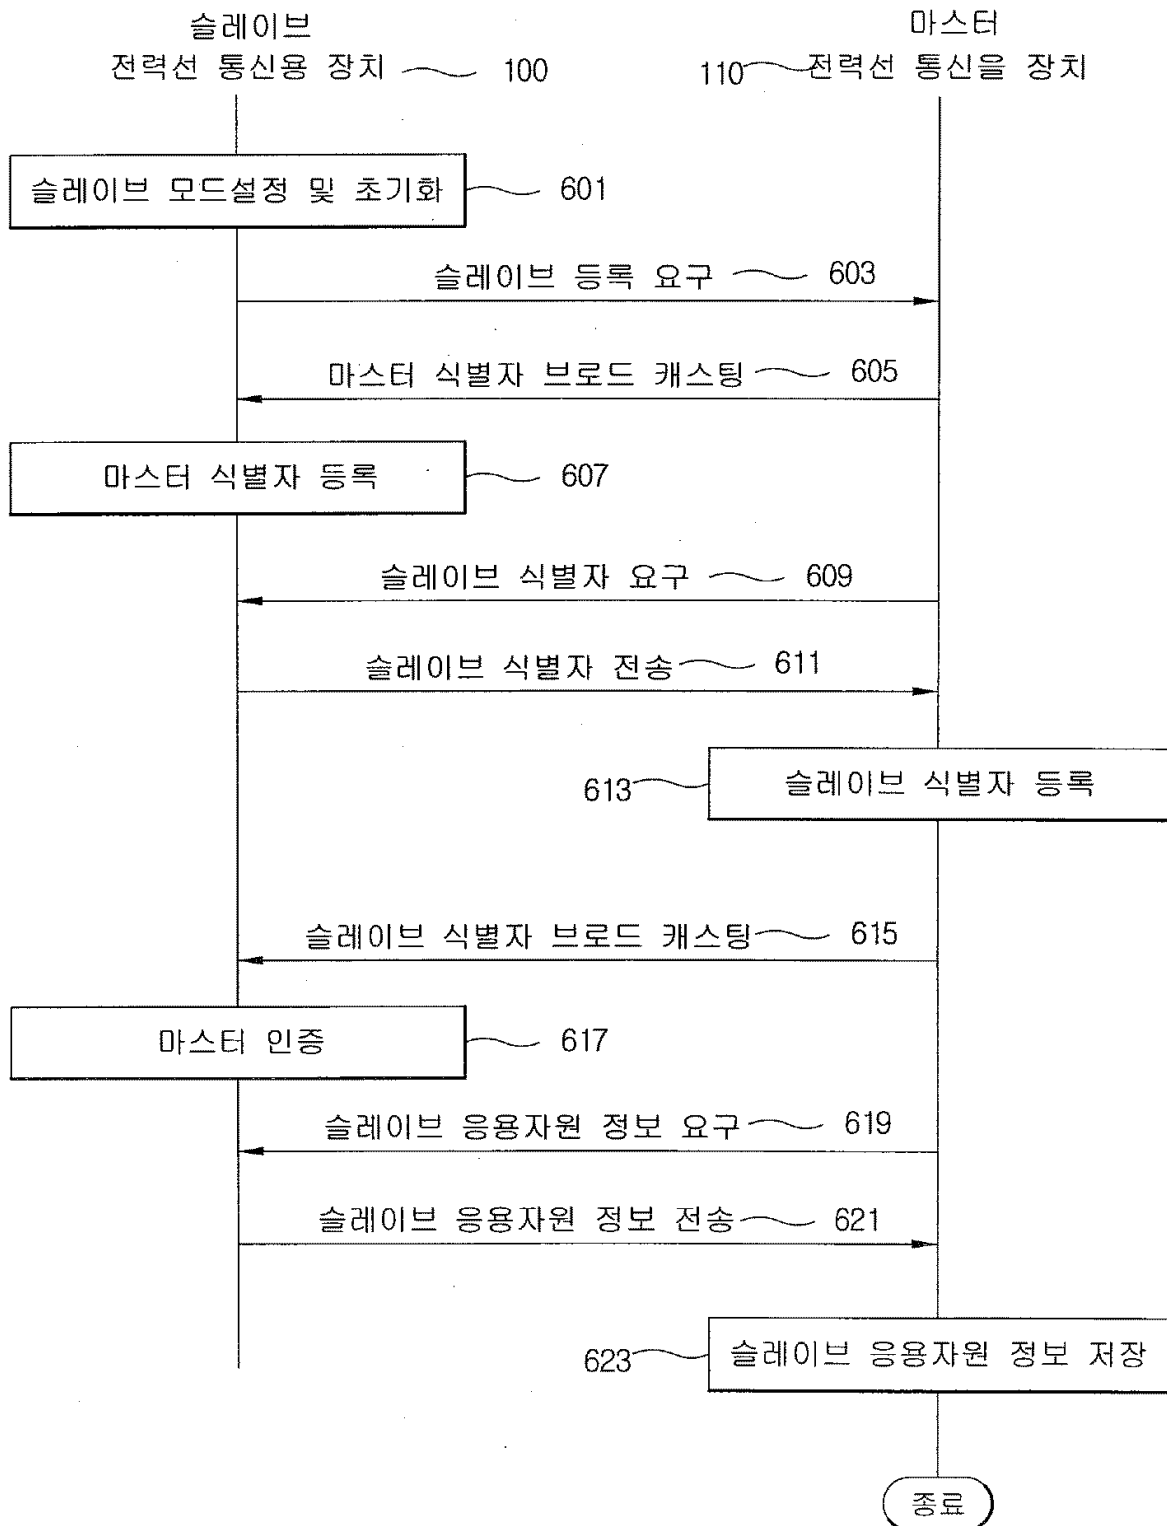 슬레이브
전력선 통신용 장치 100
마스터
110 전력선 통신을 장치
슬레이브 모드설정 및 초기화 601
슬레이브 등록 요구 603
마스터 식별자 브로드 캐스팅 605
마스터 식별자 등록 607
슬레이브 식별자 요구 609
슬레이브 식별자 전송 611
613 슬레이브 식별자 등록
슬레이브 식별자 브로드 캐스팅 615
마스터 인증 617
슬레이브 응용자원 정보 요구 619
슬레이브 응용자원 정보 전송 621
623 슬레이브 응용자원 정보 저장
종료